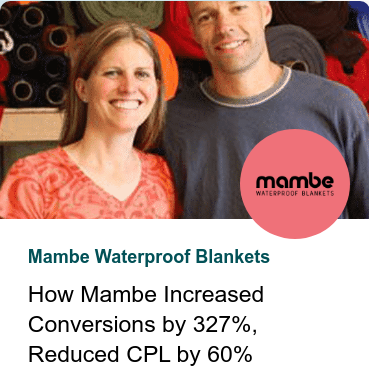 mambe
WATERPROOF BLANKETS
Mambe Waterproof Blankets
How Mambe Increased
Conversions by 327%,
Reduced CPL by 60%